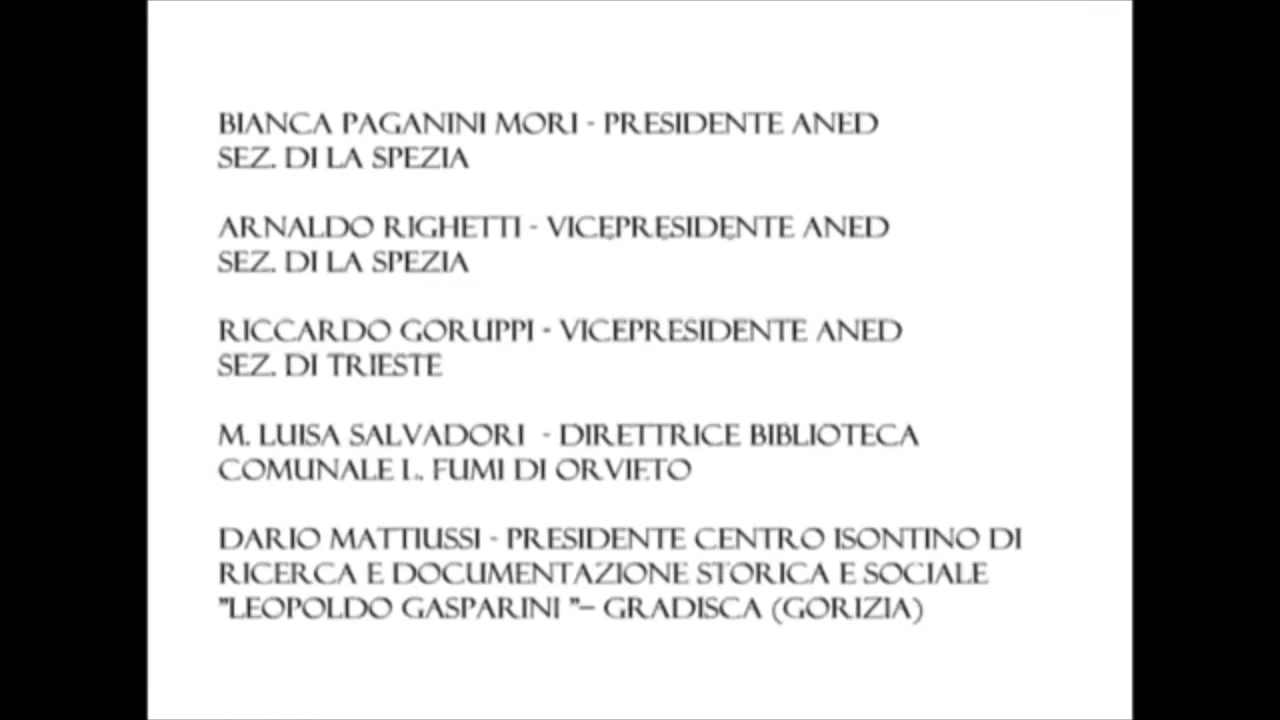 BIANCA PAGANINI MORI - PRESIDENTE ANED
SEZ. DI LA SPEZIA
ARNALDO RIGHETTI - VICEPRESIDENTE ANED
SEZ. DI LA SPEZIA
RICCARDO GORUPPI - VICEPRESIDENTE ANED
SEZ. DI TRIESTE
M. LUISA SALVADORI - DIRETTRICE BIBLIOTECA
COMUNALE L. FUMI DI ORVIETO
DARIO MATTIUSSI - PRESIDENTE CENTRO ISONTINO DI
RICERCA E DOCUMENTAZIONE STORICA E SOCIALE
"LEOPOLDO GASPARINI "– GRADISCA (GORIZIA)